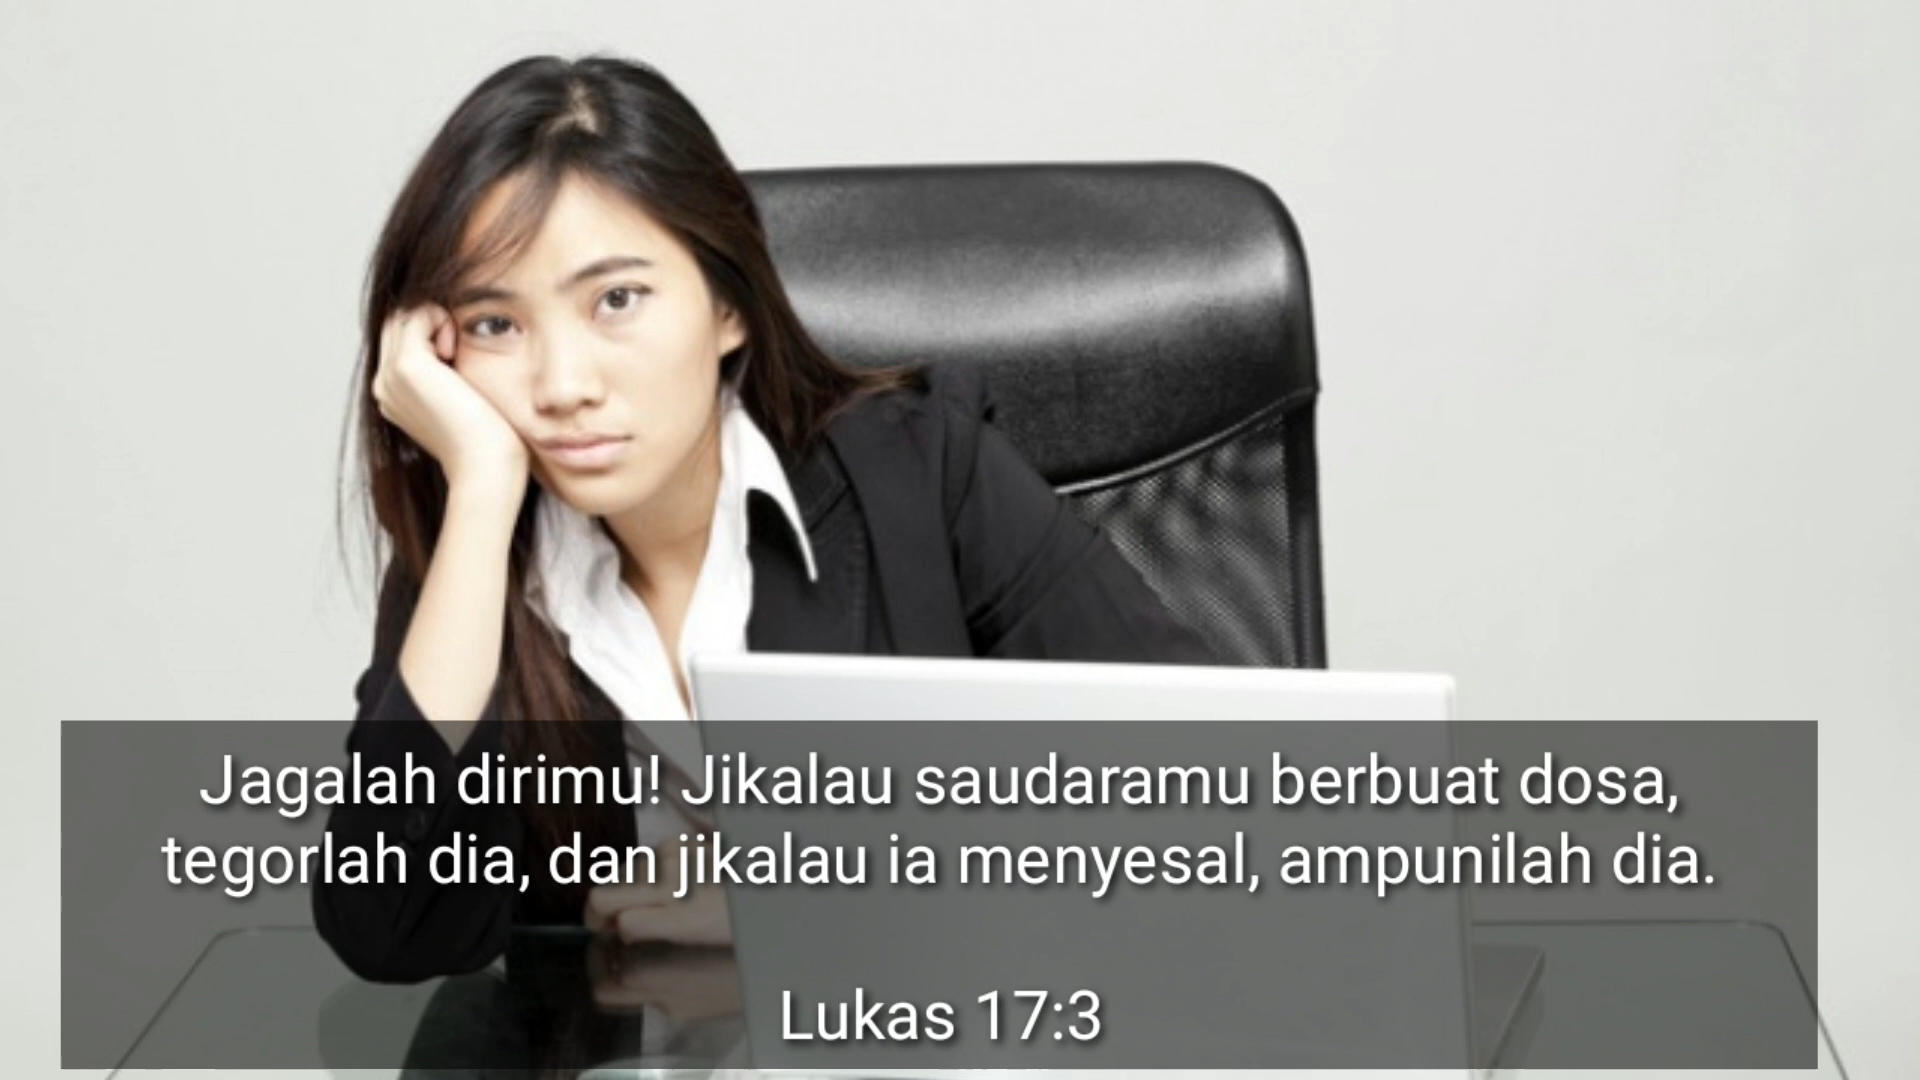 Jagalah dirimu! Jikalau saudaramu berbuat dosa,
tegorlah dia, dan jikalau ia menyesal, ampunilah dia.
Lukas 17:3